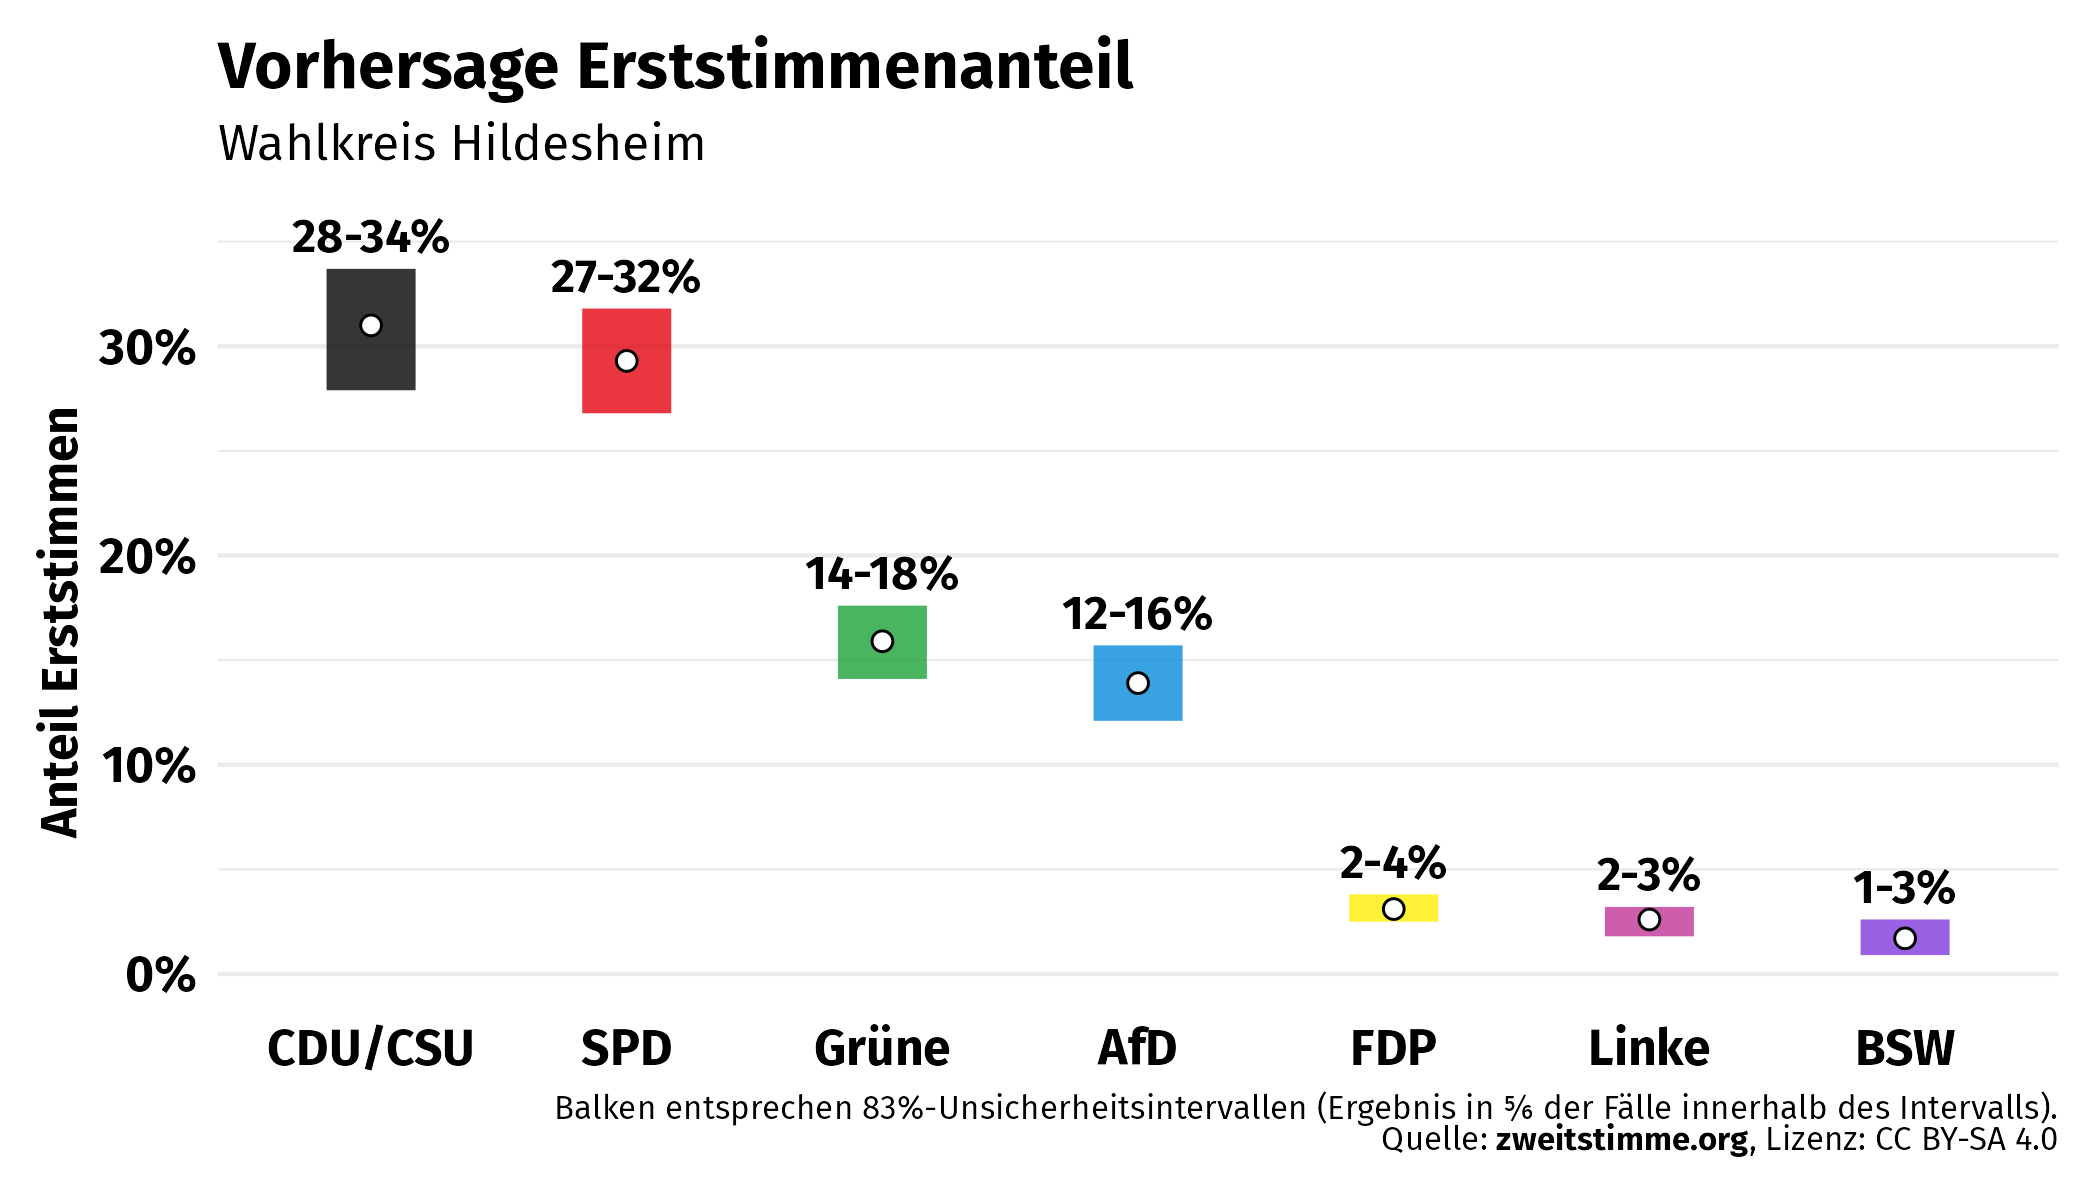 Vorhersage Erststimmenanteil
Wahlkreis Hildesheim
Anteil Erststimmen
30%
20%
10%
0%
28-34%
27-32%
14-18%
12-16%
2-4%
2-3%
1-3%
CDU/CSU SPD Grüne AfD FDP Linke BSW
Balken entsprechen 83%-Unsicherheitsintervallen (Ergebnis in ⅚ der Fälle innerhalb des Intervalls).
Quelle: zweitstimme.org, Lizenz: CC BY-SA 4.0